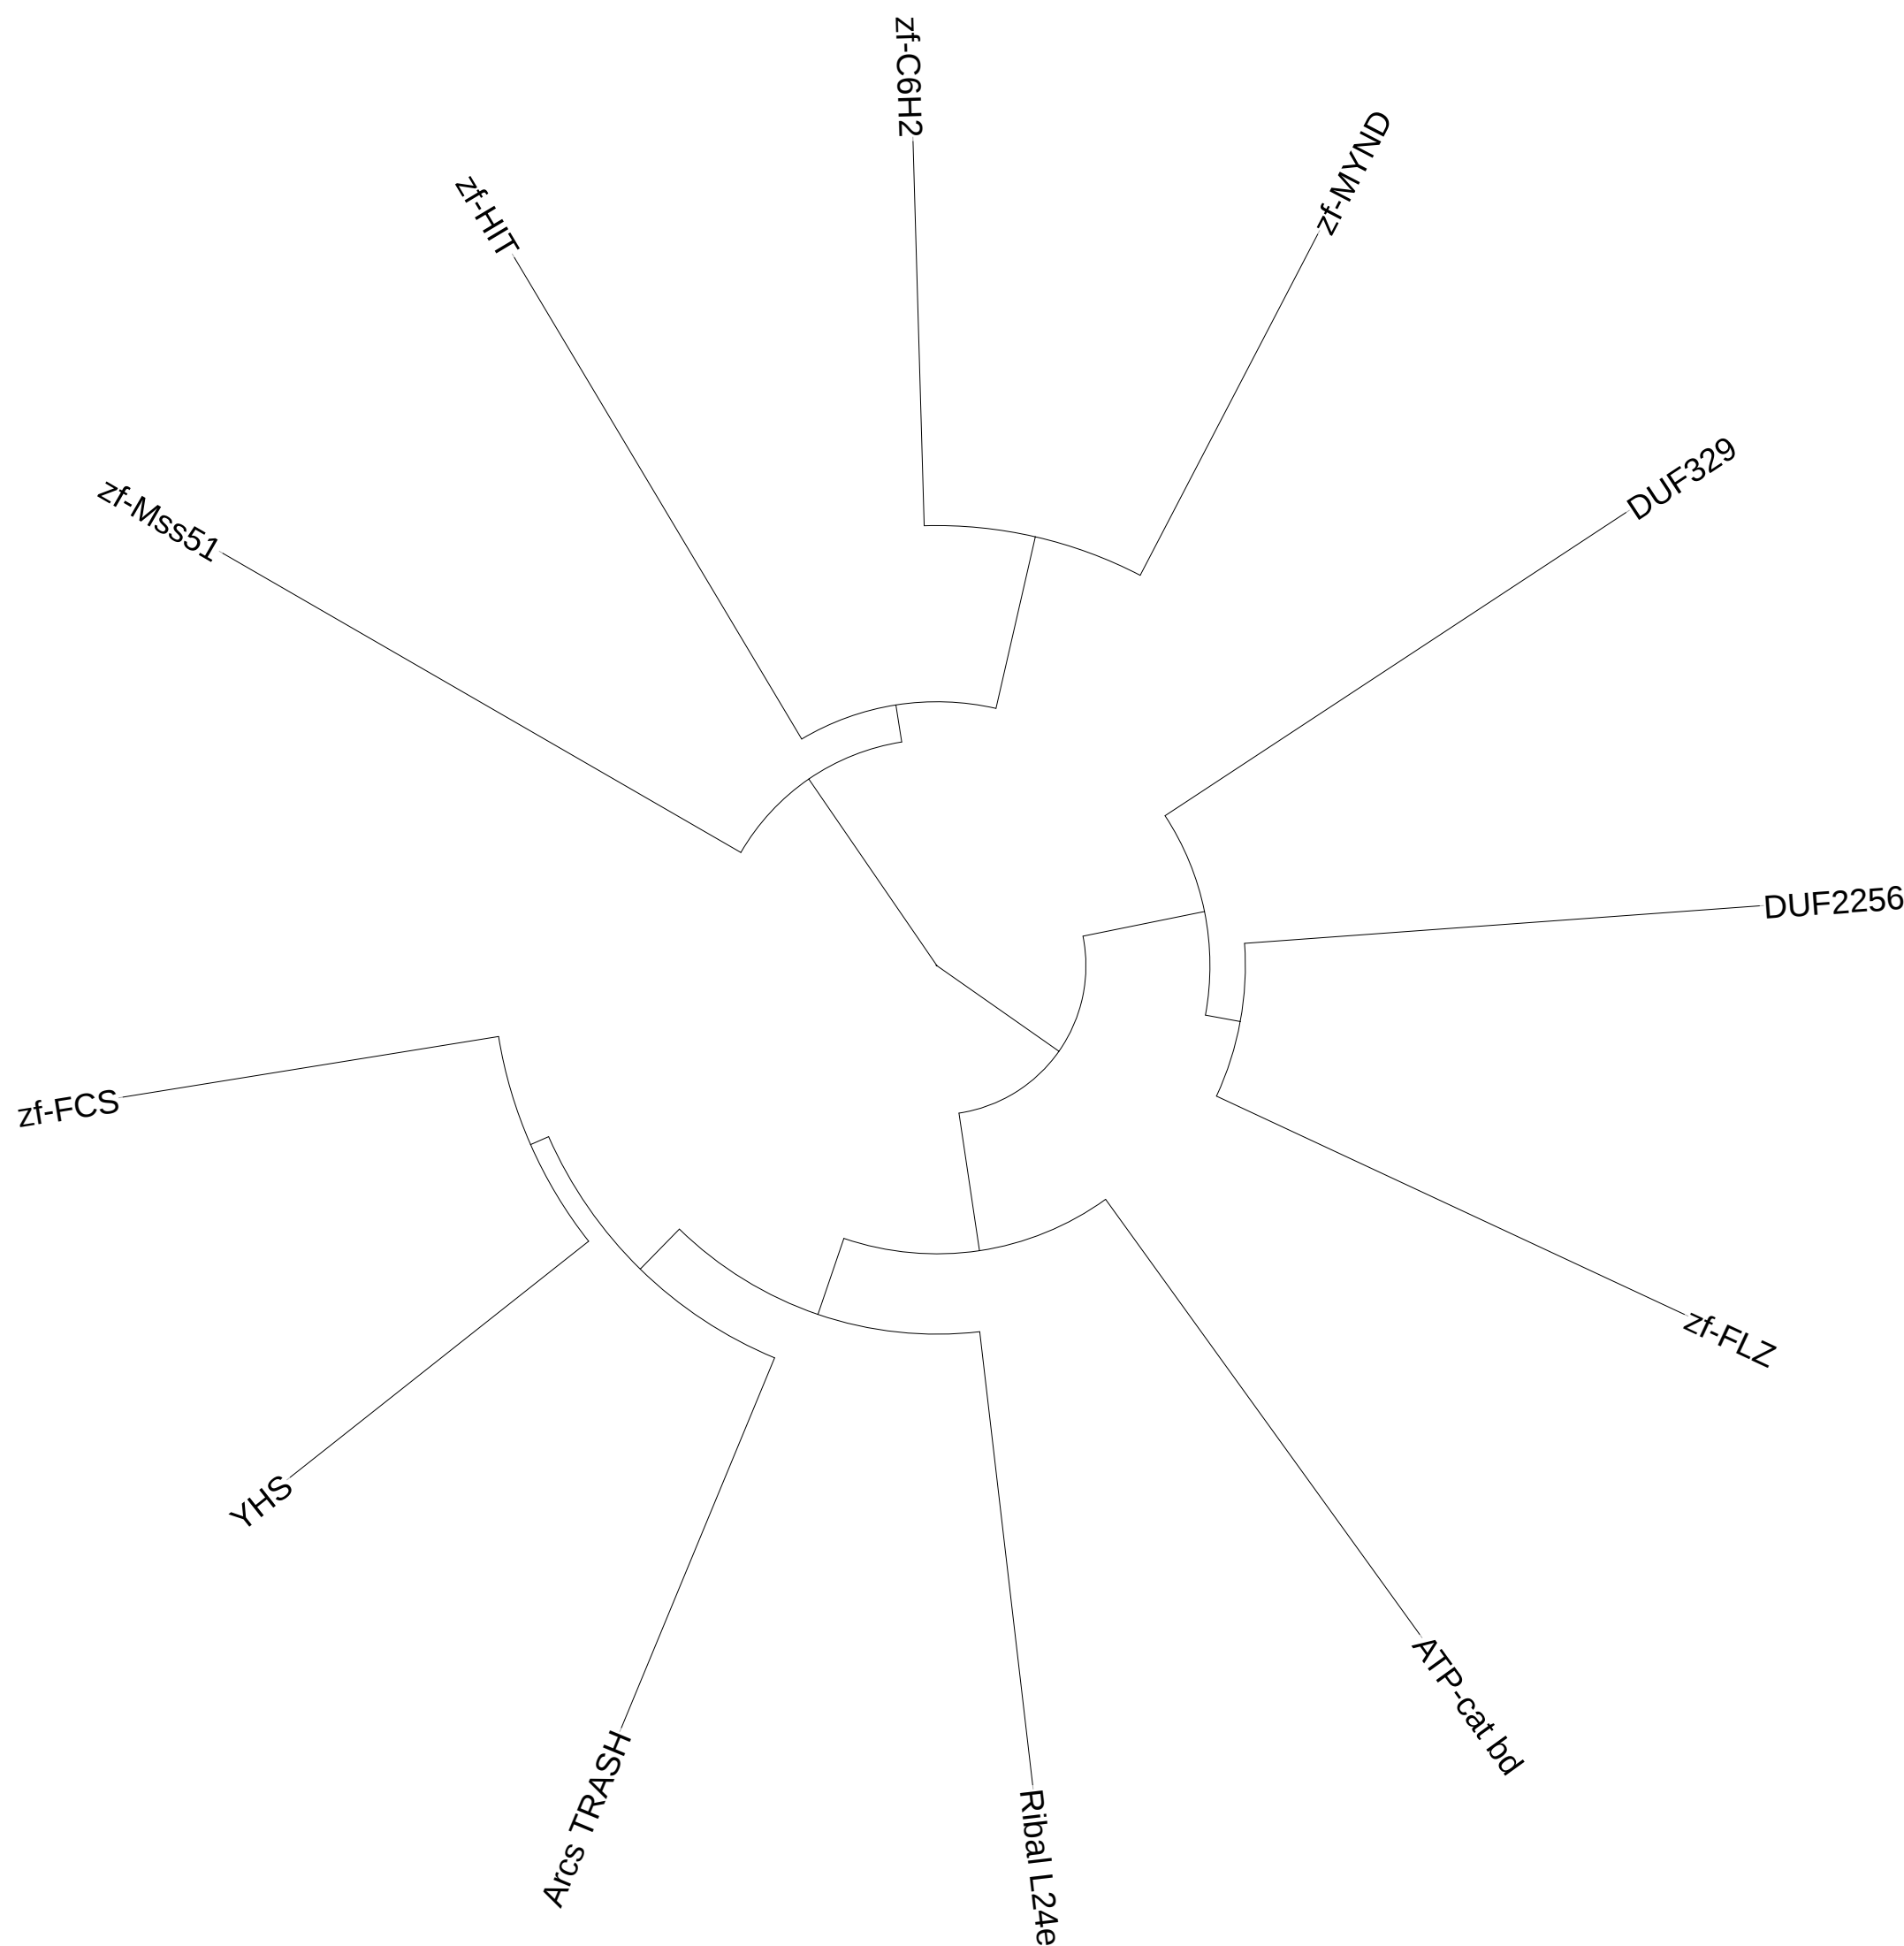 zf-C6H2
zf-MYND
zf-HIT
DUF329
zf-Mss51
DUF2256
zf-FCS
zf-FLZ
YHS
ATP-cat bd
Arcs TRASH
Ribal L24e